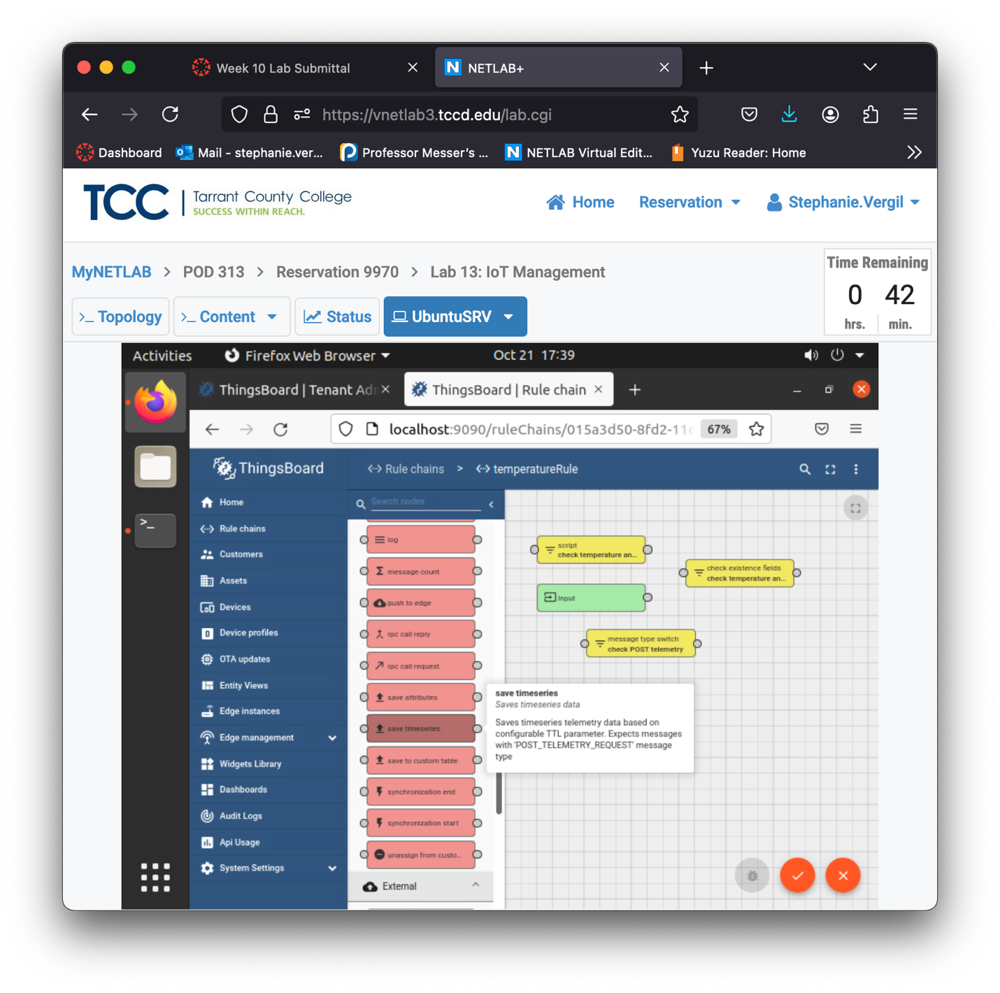 Week 10 Lab Submittal
NETLAB+
https://vnetlab3.tccd.edu/lab.cgi
Dashboard
Mail - stephanie.ver...
Professor Messer's ...
NETLAB Virtual Edit...
Yuzu Reader: Home
TCC
Tarrant County College
SUCCESS WITHIN REACH.
Home
Reservation
Stephanie.Vergil
MyNETLAB > POD 313 > Reservation 9970 > Lab 13: IoT Management
Time Remaining
0 42
hrs. min.
>_ Topology
>_ Content
Status
UbuntuSRV
Activities
Firefox Web Browser
Oct 21 17:39
ThingsBoard | Tenant Adm
ThingsBoard | Rule chain
localhost:9090/ruleChains/015a3d50-8fd2-11e
67%
ThingsBoard
Rule chains > temperatureRule
Home
Rule chains
Customers
Assets
Devices
Device profiles
OTA updates
Entity Views
Edge instances
Edge management
Widgets Library
Dashboards
Audit Logs
Api Usage
System Settings
Search nodes
log
message count
push to edge
rpc call reply
rpc call request
save attributes
save timeseries
save to custom table
synchronization end
synchronization start
unassign from custo...
External
script
check temperature an...
check existence fields
check temperature an...
Input
message type switch
check POST telemetry
save timeseries
Saves timeseries data
Saves timeseries telemetry data based on
configurable TTL parameter. Expects messages
with 'POST_TELEMETRY_REQUEST' message
type